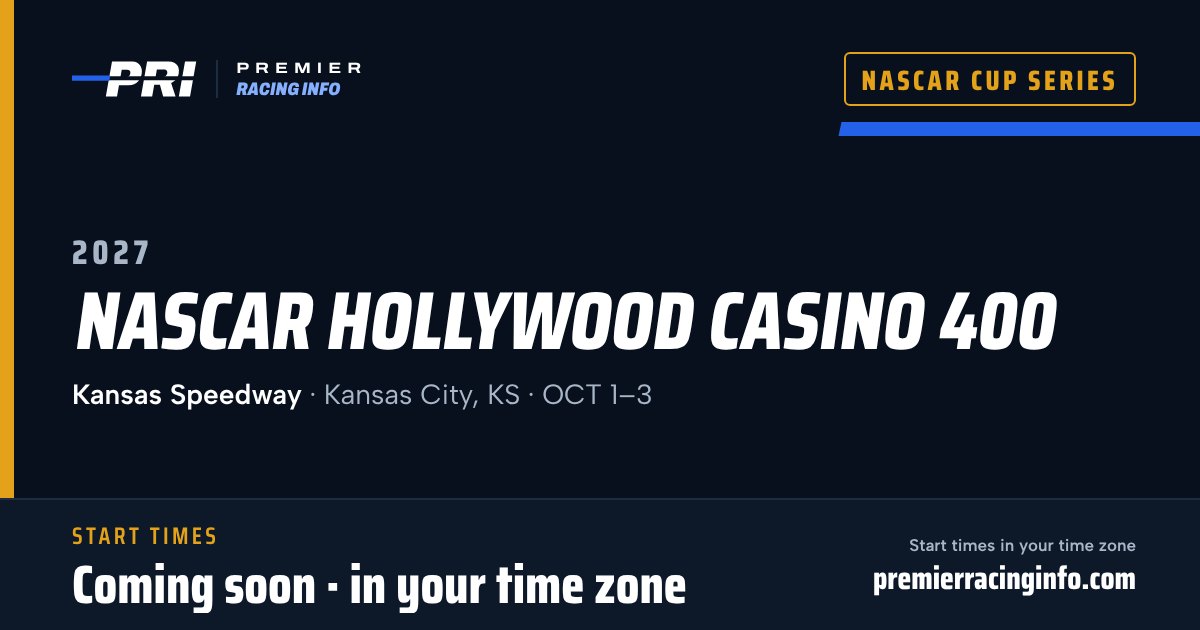 PRI
PREMIER
RACING INFO
NASCAR CUP SERIES
2027
NASCAR HOLLYWOOD CASINO 400
Kansas Speedway · Kansas City, KS · OCT 1–3
START TIMES
Coming soon · in your time zone
Start times in your time zone
premierracinginfo.com